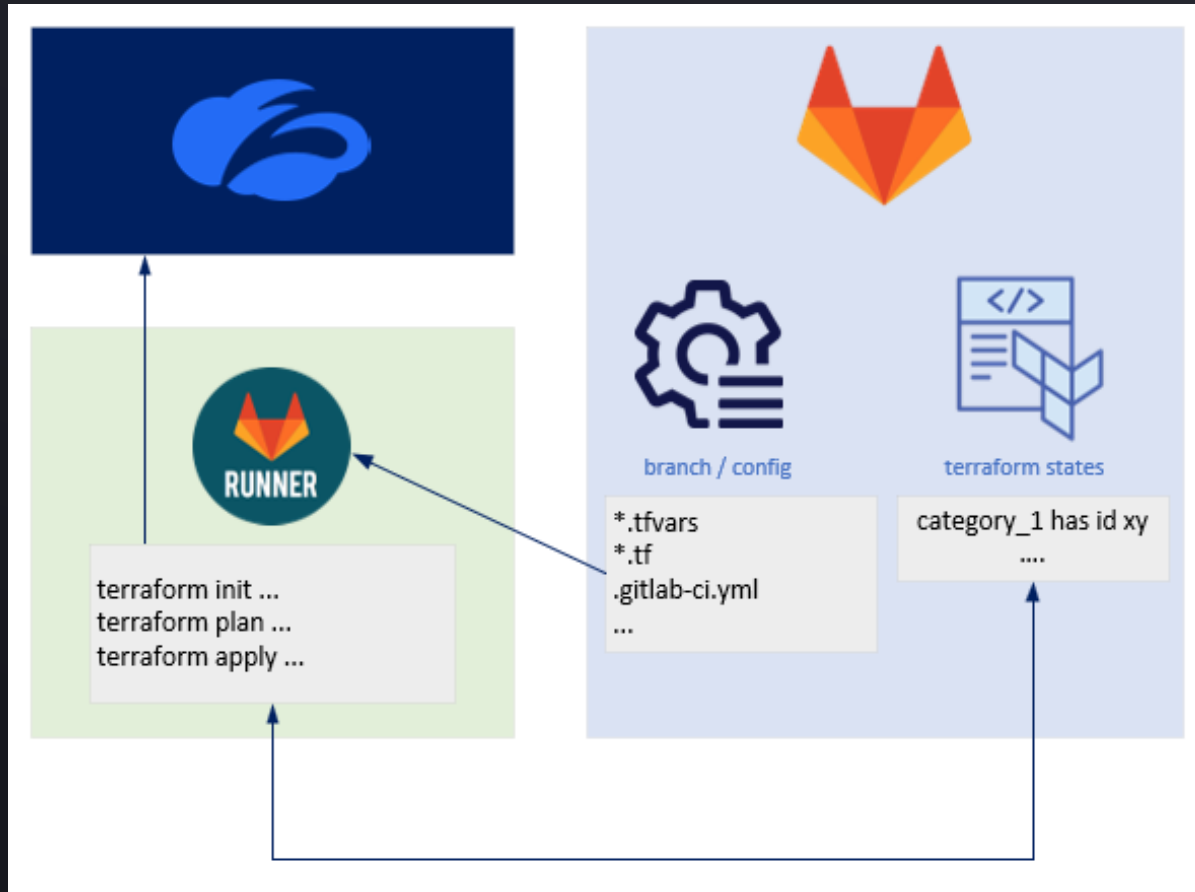 </>
RUNNER
branch / config
terraform states
*.tfvars
*.tf
.gitlab-ci.yml
...
category_1 has id xy
....
terraform init ...
terraform plan ...
terraform apply ...